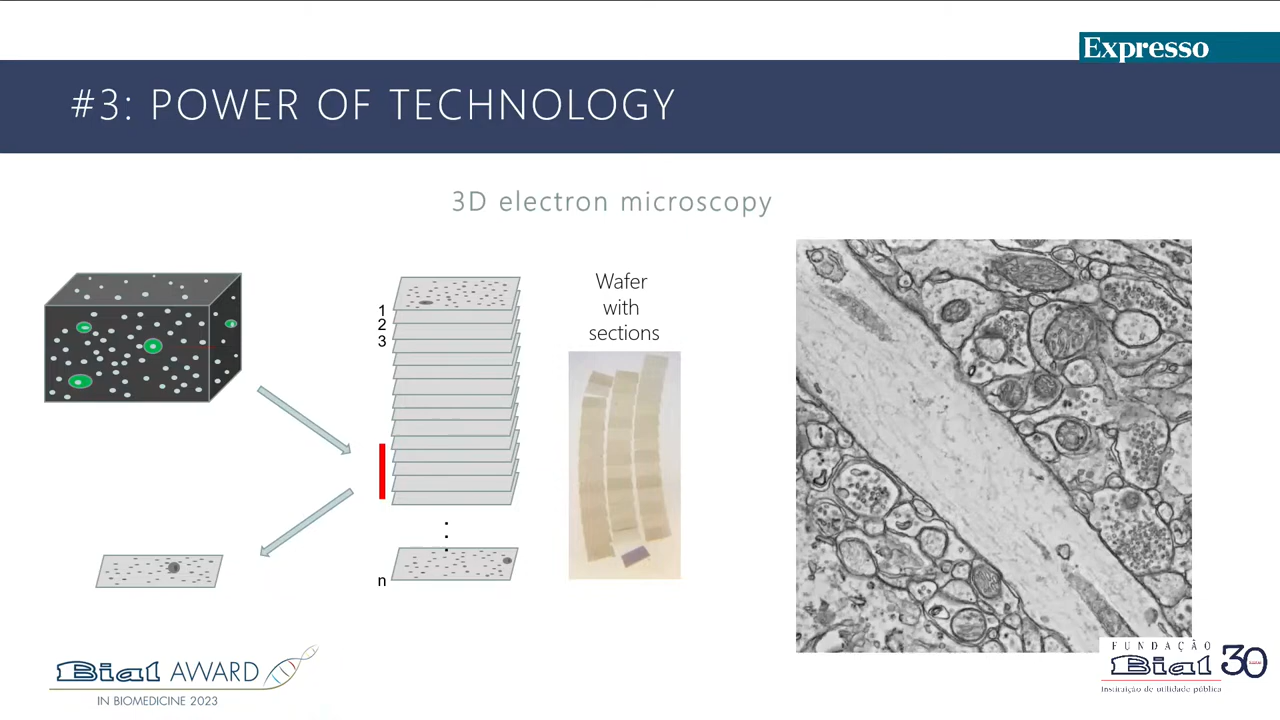 Expresso
#3: POWER OF TECHNOLOGY
3D electron microscopy
Wafer
with
sections
1
2
3
n
Bial AWARD
IN BIOMEDICINE 2023
FUNDAÇÃO
Bial
30
Instituição de utilidade pública